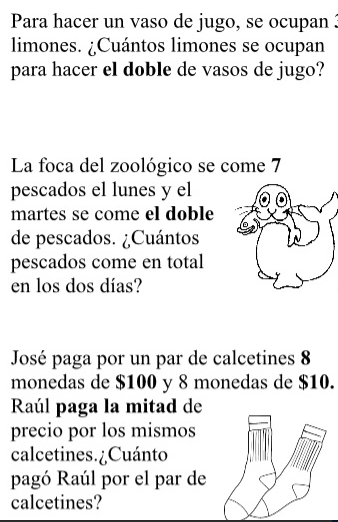 Para hacer un vaso de jugo, se ocupan
limones. ¿Cuántos limones se ocupan
para hacer el doble de vasos de jugo?
La foca del zoológico se come 7
pescados el lunes y el
martes se come el doble
de pescados. ¿Cuántos
pescados come en total
en los dos días?
José paga por un par de calcetines 8
monedas de $100 y 8 monedas de $10.
Raúl paga la mitad de
precio por los mismos
calcetines.¿Cuánto
pagó Raúl por el par de
calcetines?